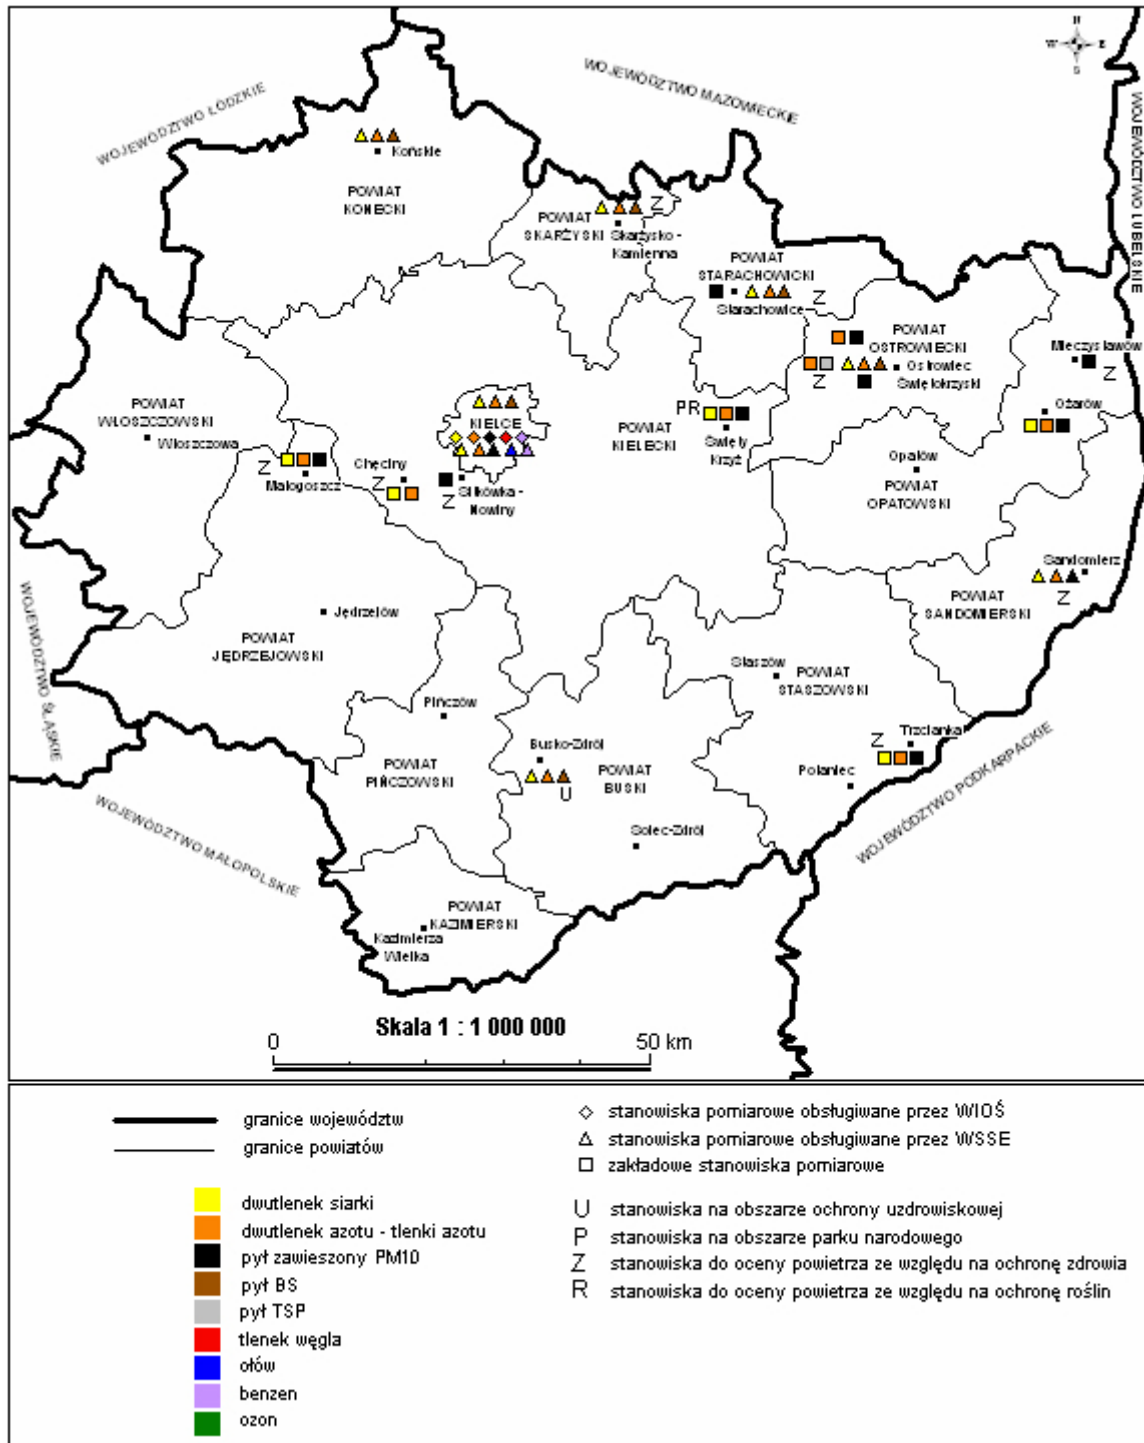 N
W E
S
WOJEWÓDZTWO ŁÓDZKIE
WOJEWÓDZTWO MAZOWIECKIE
WOJEWÓDZTWO LUBELSKIE
Końskie
POWIAT
KONECKI
POWIAT
SKARŻYSKI
Z
Skarżysko -
Kamienna
POWIAT
STARACHOWICKI
Z
Starachowice
POWIAT
OSTROWIECKI
Z
Ostrowiec
Świętokrzyski
Mieczysławów
Z
Ożarów
POWIAT
WŁOSZCZOWSKI
Włoszczowa
KIELCE
PR
Święty
Krzyż
POWIAT
KIELECKI
Z
Małogoszcz
Chęciny
Z
Z
Sitkówka -
Nowiny
Opatów
POWIAT
OPATOWSKI
Sandomierz
Z
POWIAT
SANDOMIERSKI
Jędrzejów
POWIAT
JĘDRZEJOWSKI
WOJEWÓDZTWO ŚLĄSKIE
Staszów
POWIAT
STASZOWSKI
Pińczów
Busko-Zdrój
U
POWIAT
PIŃCZOWSKI
POWIAT
BUSKI
Z
Trzcianka
Połaniec
WOJEWÓDZTWO PODKARPACKIE
WOJEWÓDZTWO MAŁOPOLSKIE
Solec-Zdrój
POWIAT
KAZIMIERSKI
Kazimierza
Wielka
Skala 1 : 1 000 000
0 50 km
granice województw
granice powiatów
dwutlenek siarki
dwutlenek azotu - tlenki azotu
pył zawieszony PM10
pył BS
pył TSP
tlenek węgla
ołów
benzen
ozon
stanowiska pomiarowe obsługiwane przez WIOŚ
stanowiska pomiarowe obsługiwane przez WSSE
zakładowe stanowiska pomiarowe
U stanowiska na obszarze ochrony uzdrowiskowej
P stanowiska na obszarze parku narodowego
Z stanowiska do oceny powietrza ze względu na ochronę zdrowia
R stanowiska do oceny powietrza ze względu na ochronę roślin